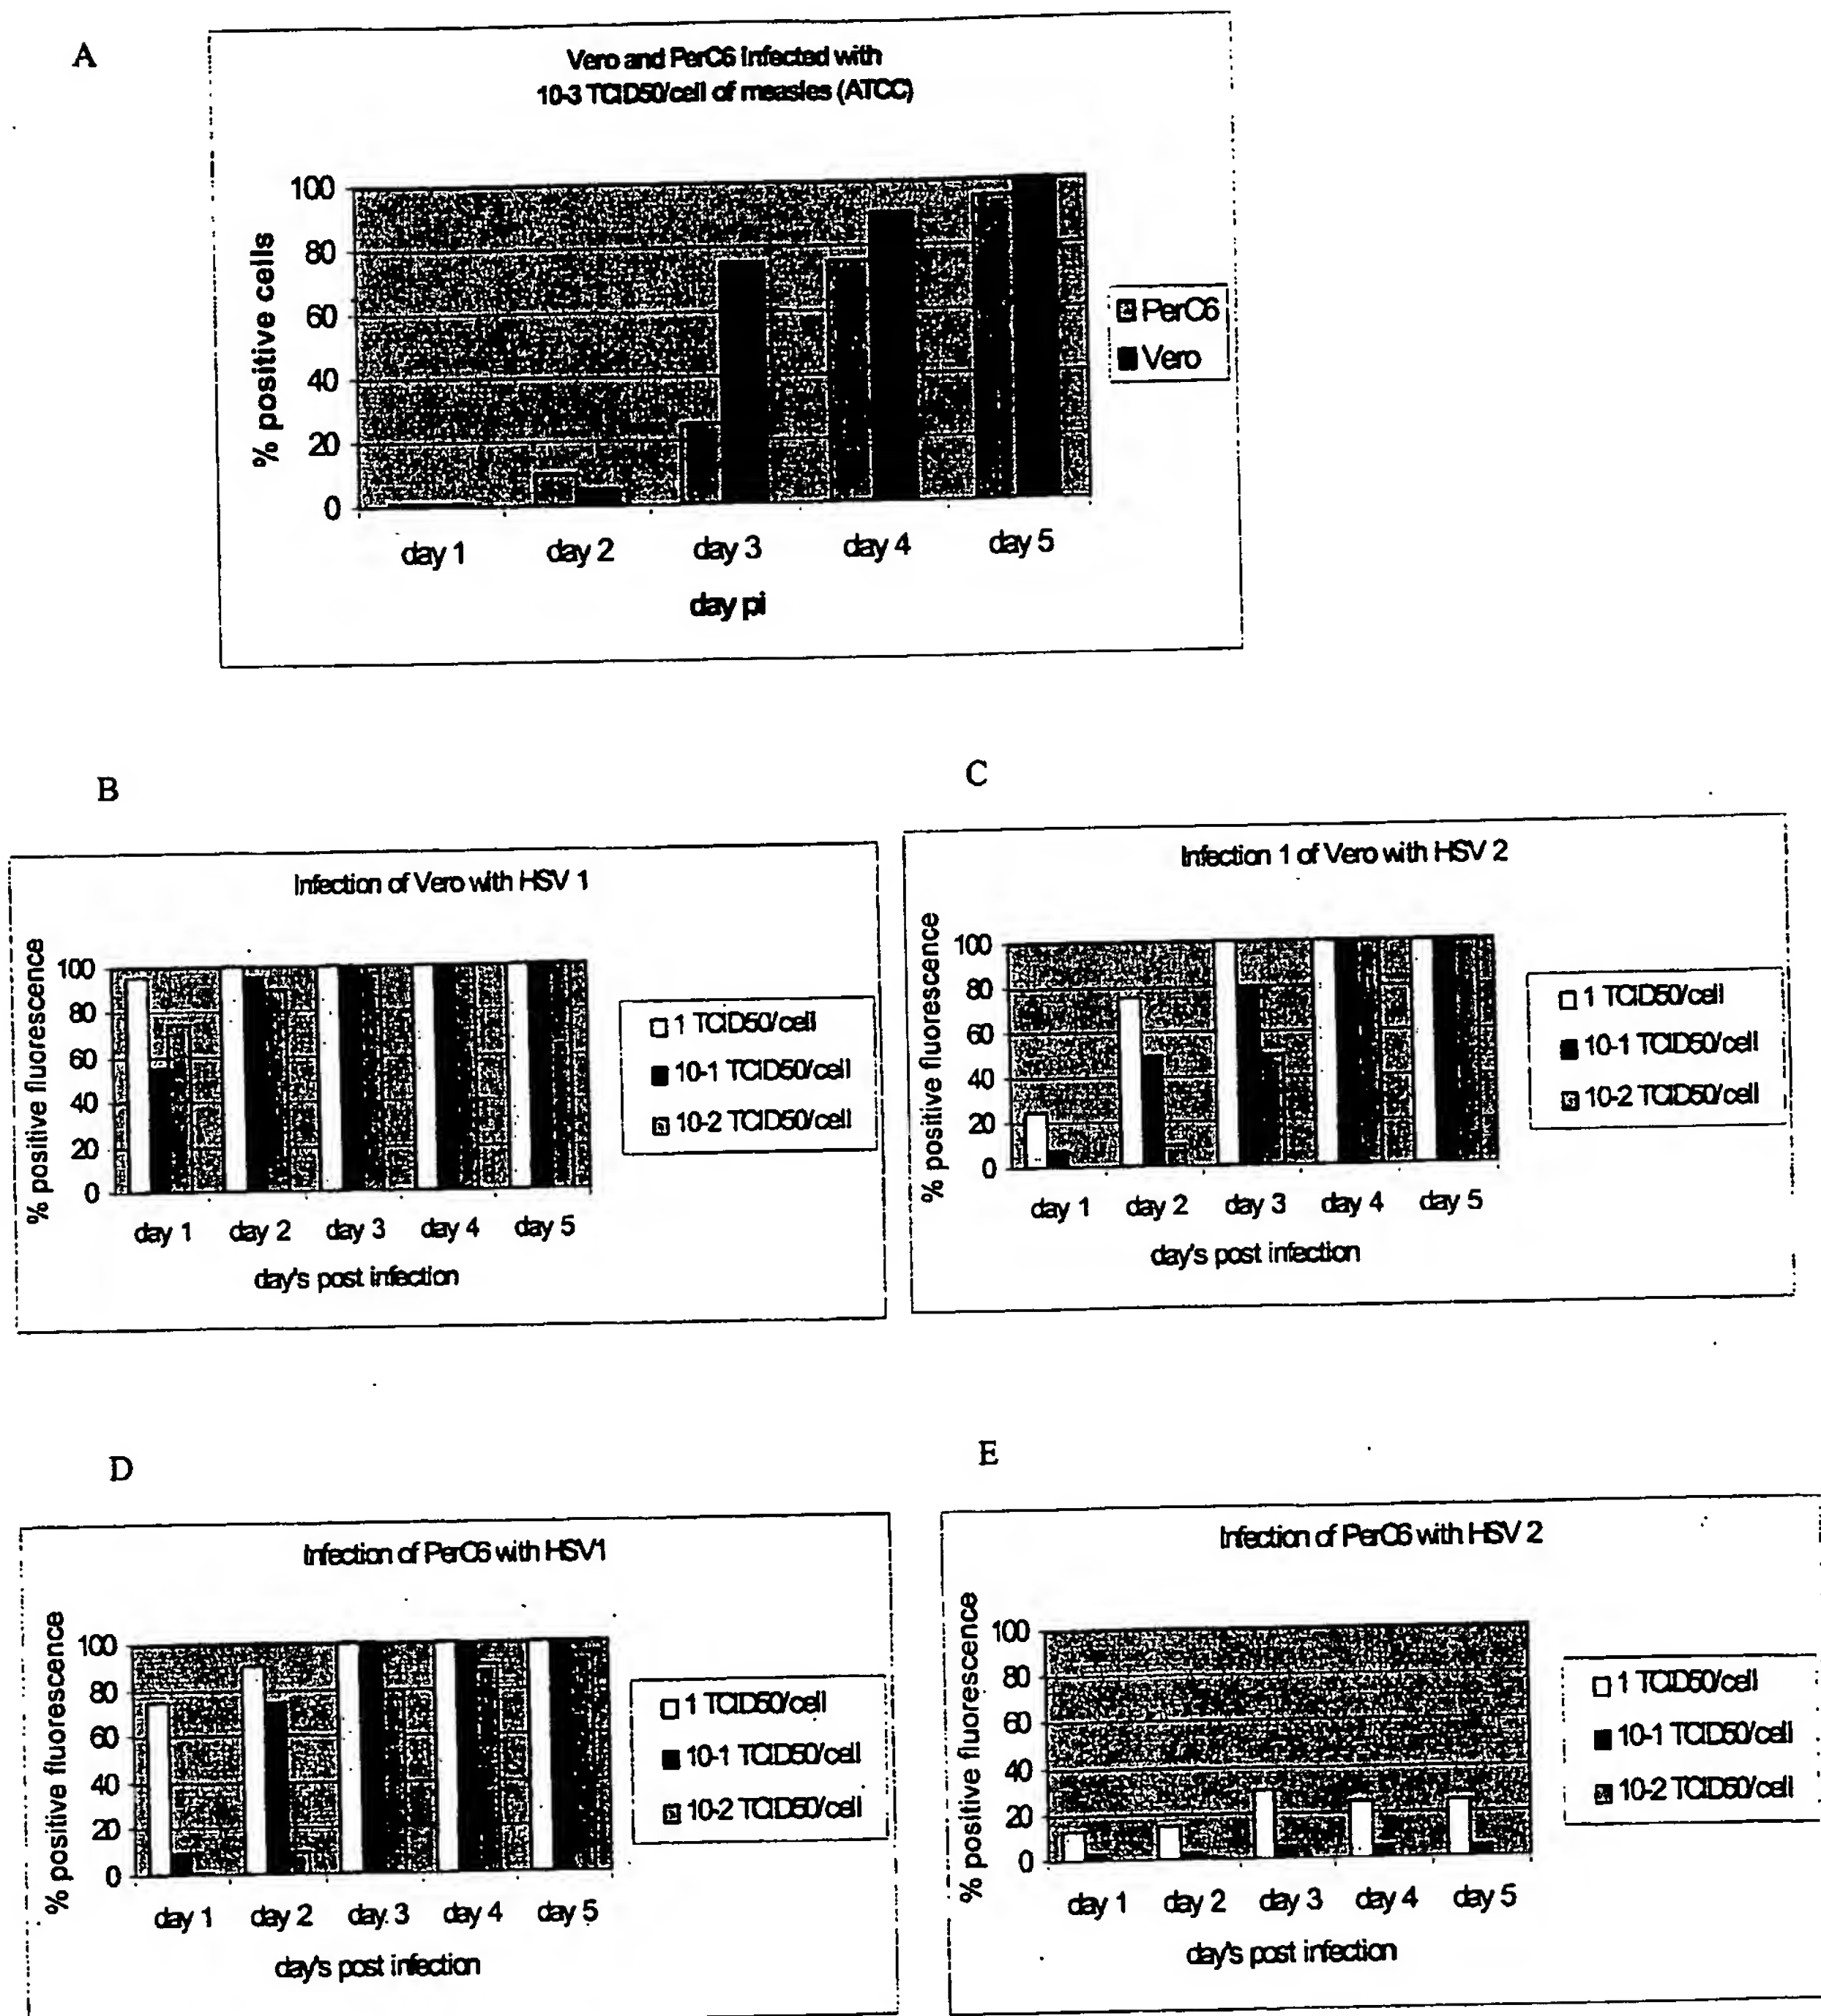 A
Vero and PerC6 infected with
10-3 TCID50/cell of measles (ATCC)
% positive cells
100
80
60
40
20
0
day 1 day 2 day 3 day 4 day 5
day pi
PerC6
Vero
B
Infection of Vero with HSV 1
% positive fluorescence
100
80
60
40
20
0
day 1 day 2 day 3 day 4 day 5
day's post infection
1 TCID50/cell
10-1 TCID50/cell
10-2 TCID50/cell
C
Infection 1 of Vero with HSV 2
% positive fluorescence
100
80
60
40
20
0
day 1 day 2 day 3 day 4 day 5
day's post infection
1 TCID50/cell
10-1 TCID50/cell
10-2 TCID50/cell
D
Infection of PerC6 with HSV1
% positive fluorescence
100
80
60
40
20
0
day 1 day 2 day 3 day 4 day 5
day's post infection
1 TCID50/cell
10-1 TCID50/cell
10-2 TCID50/cell
E
Infection of PerC6 with HSV 2
% positive fluorescence
100
80
60
40
20
0
day 1 day 2 day 3 day 4 day 5
day's post infection
1 TCID50/cell
10-1 TCID50/cell
10-2 TCID50/cell